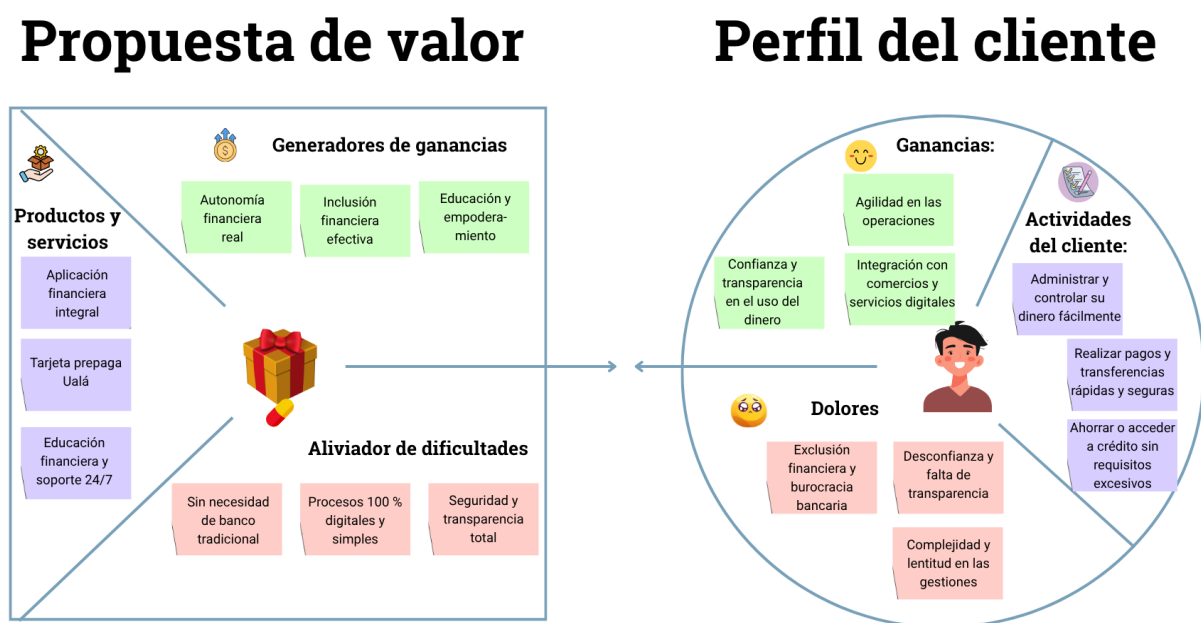 Propuesta de valor
Perfil del cliente
Generadores de ganancias
Autonomía
financiera
real
Inclusión
financiera
efectiva
Educación y
empodera-
miento
Productos y
servicios
Aplicación
financiera
integral
Tarjeta prepaga
Ualá
Educación
financiera y
soporte 24/7
Aliviador de dificultades
Sin necesidad
de banco
tradicional
Procesos 100 %
digitales y
simples
Seguridad y
transparencia
total
Ganancias:
Agilidad en las
operaciones
Confianza y
transparencia
en el uso del
dinero
Integración con
comercios y
servicios digitales
Actividades
del cliente:
Administrar y
controlar su
dinero fácilmente
Realizar pagos y
transferencias
rápidas y seguras
Ahorrar o acceder
a crédito sin
requisitos
excesivos
Dolores
Exclusión
financiera y
burocracia
bancaria
Desconfianza y
falta de
transparencia
Complejidad y
lentitud en las
gestiones